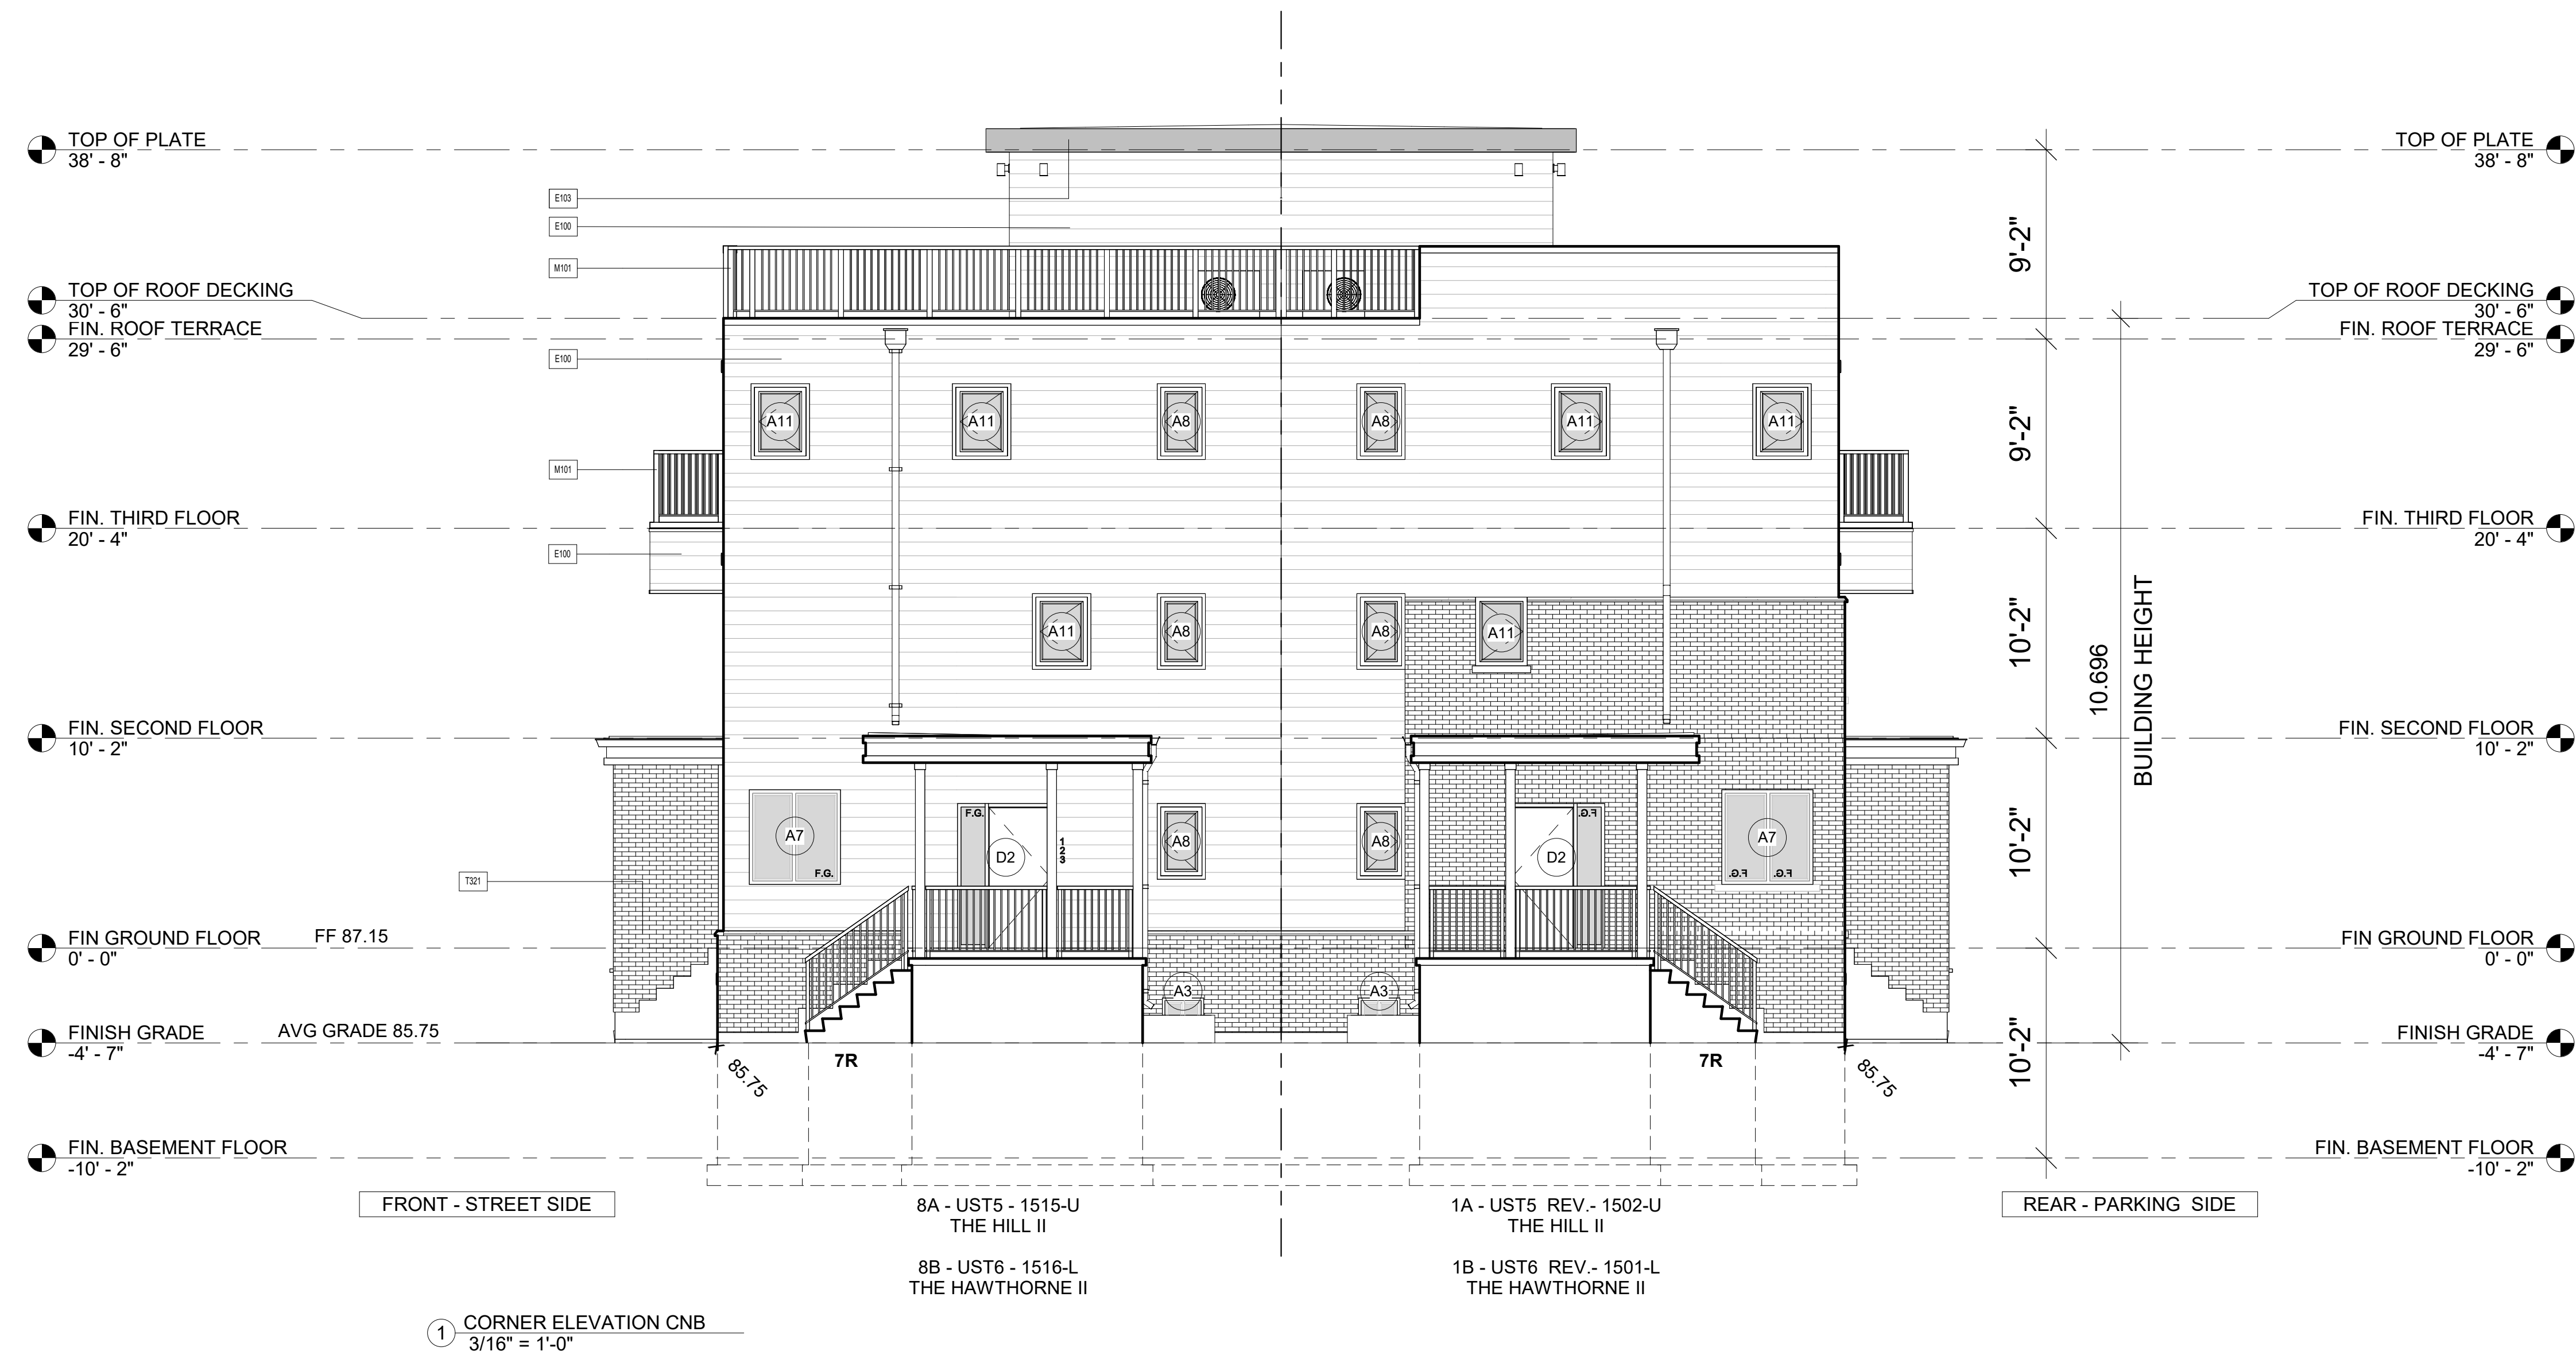 TOP OF PLATE
38' - 8"
TOP OF PLATE
38' - 8"
E103
E100
9'-2"
M101
TOP OF ROOF DECKING
30' - 6"
TOP OF ROOF DECKING
30' - 6"
FIN. ROOF TERRACE
29' - 6"
FIN. ROOF TERRACE
29' - 6"
E100
A11
A11
A8
A8
A11
A11
9'-2"
M101
FIN. THIRD FLOOR
20' - 4"
FIN. THIRD FLOOR
20' - 4"
E100
A11
A8
A8
A11
10'-2"
10.696
BUILDING HEIGHT
FIN. SECOND FLOOR
10' - 2"
FIN. SECOND FLOOR
10' - 2"
A7
F.G.
F.G.
D2
1
2
3
A8
A8
D2
F.G.
A7
F.G.
F.G.
10'-2"
T321
FIN GROUND FLOOR
FF 87.15
0' - 0"
FIN GROUND FLOOR
0' - 0"
A3
A3
FINISH GRADE
AVG GRADE 85.75
-4' - 7"
FINISH GRADE
-4' - 7"
85.75
7R
7R
85.75
10'-2"
FIN. BASEMENT FLOOR
-10' - 2"
FIN. BASEMENT FLOOR
-10' - 2"
FRONT - STREET SIDE
8A - UST5 - 1515-U
THE HILL II
1A - UST5 REV.- 1502-U
THE HILL II
REAR - PARKING SIDE
8B - UST6 - 1516-L
THE HAWTHORNE II
1B - UST6 REV.- 1501-L
THE HAWTHORNE II
1
CORNER ELEVATION CNB
3/16" = 1'-0"